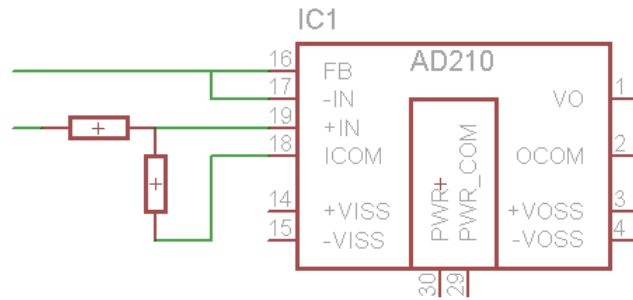 IC1
AD210
16 FB
17 -IN
19 +IN
18 ICOM
14 +VISS
15 -VISS
VO 1
OCOM 2
+VOSS 3
-VOSS 4
PWR 30
PWR_COM 29